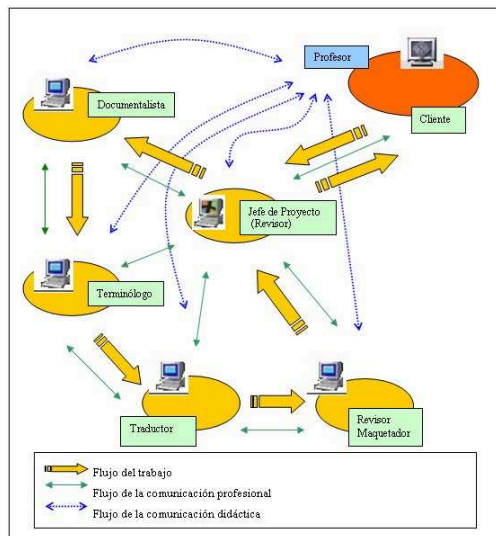 Profesor
Documentalista
Cliente
Jefe de Proyecto
(Revisor)
Terminólogo
Traductor
Revisor
Maquetador
Flujo del trabajo
Flujo de la comunicación profesional
Flujo de la comunicación didáctica